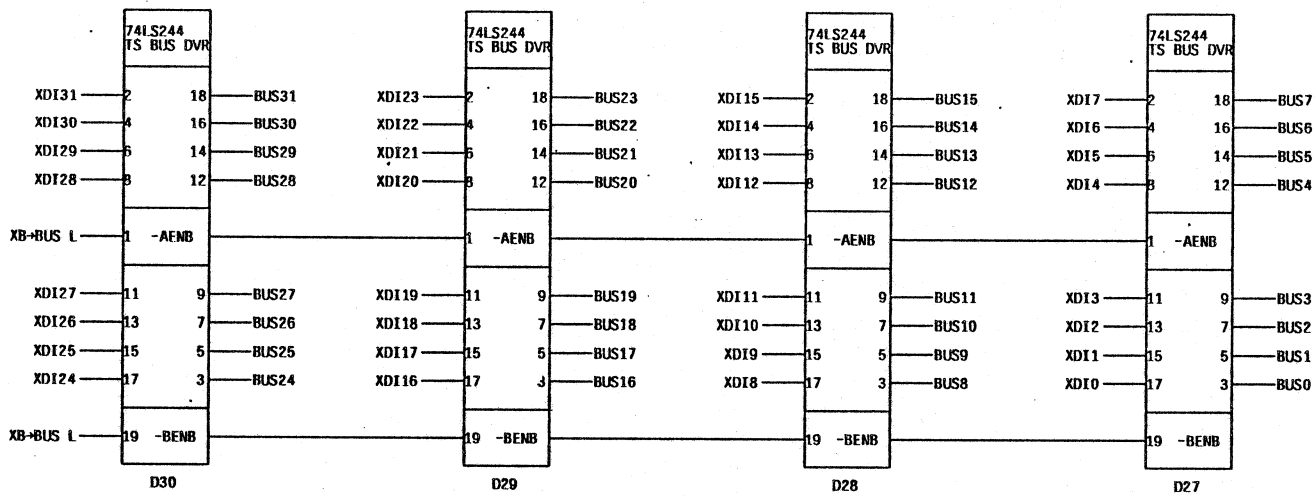 74LS244 74LS244 74LS244 74LS244
TS BUS DVR TS BUS DVR TS BUS DVR TS BUS DVR
XDI31 2 18 BUS31 XDI23 2 18 BUS23 XDI15 2 18 BUS15 XDI7 2 18 BUS7
XDI30 4 16 BUS30 XDI22 4 16 BUS22 XDI14 4 16 BUS14 XDI6 4 16 BUS6
XDI29 6 14 BUS29 XDI21 6 14 BUS21 XDI13 6 14 BUS13 XDI5 6 14 BUS5
XDI28 8 12 BUS28 XDI20 8 12 BUS20 XDI12 8 12 BUS12 XDI4 8 12 BUS4
XB→BUS L 1 -AENB 1 -AENB 1 -AENB 1 -AENB
XDI27 11 9 BUS27 XDI19 11 9 BUS19 XDI11 11 9 BUS11 XDI3 11 9 BUS3
XDI26 13 7 BUS26 XDI18 13 7 BUS18 XDI10 13 7 BUS10 XDI2 13 7 BUS2
XDI25 15 5 BUS25 XDI17 15 5 BUS17 XDI9 15 5 BUS9 XDI1 15 5 BUS1
XDI24 17 3 BUS24 XDI16 17 3 BUS16 XDI8 17 3 BUS8 XDI0 17 3 BUS0
XB→BUS L 19 -BENB 19 -BENB 19 -BENB 19 -BENB
D30 D29 D28 D27